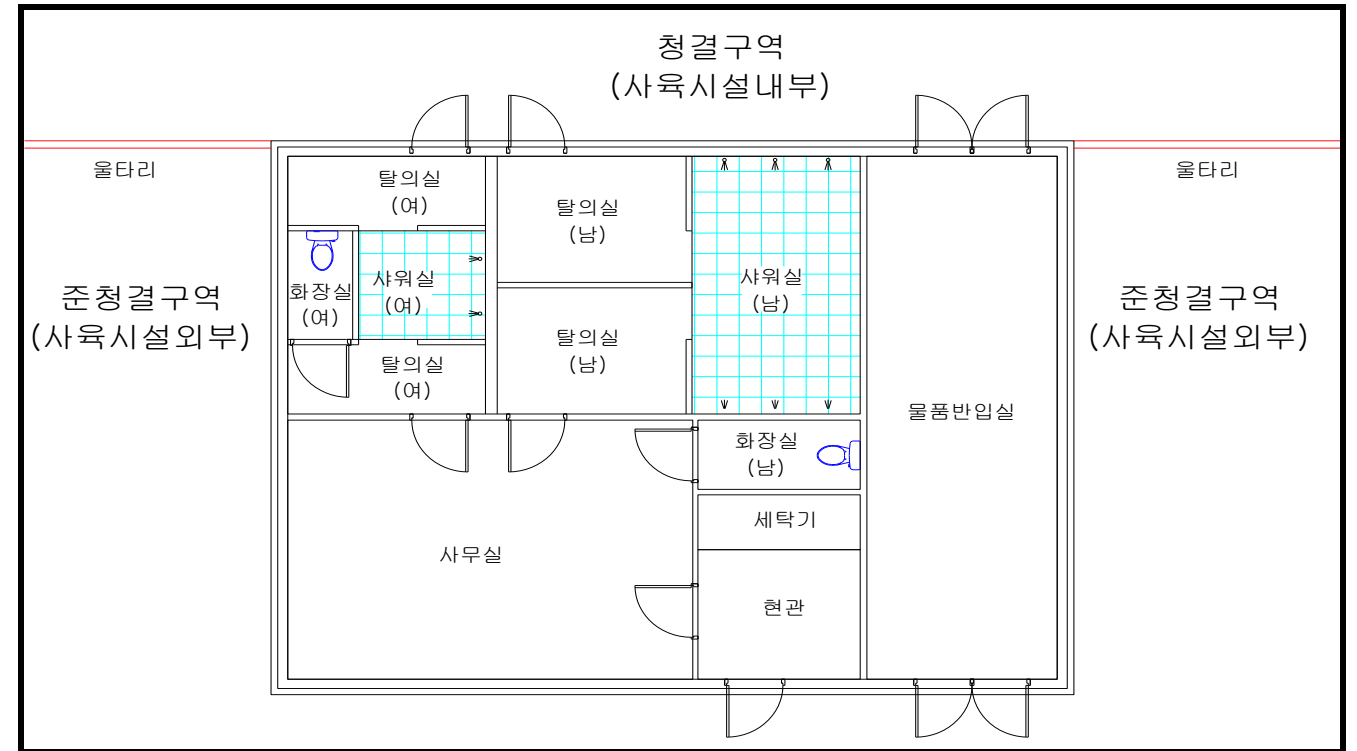 청결구역
(사육시설내부)
울타리
울타리
탈의실
(여)
탈의실
(남)
화장실
(여)
샤워실
(여)
샤워실
(남)
준청결구역
(사육시설외부)
준청결구역
(사육시설외부)
탈의실
(여)
탈의실
(남)
물품반입실
화장실
(남)
세탁기
사무실
현관